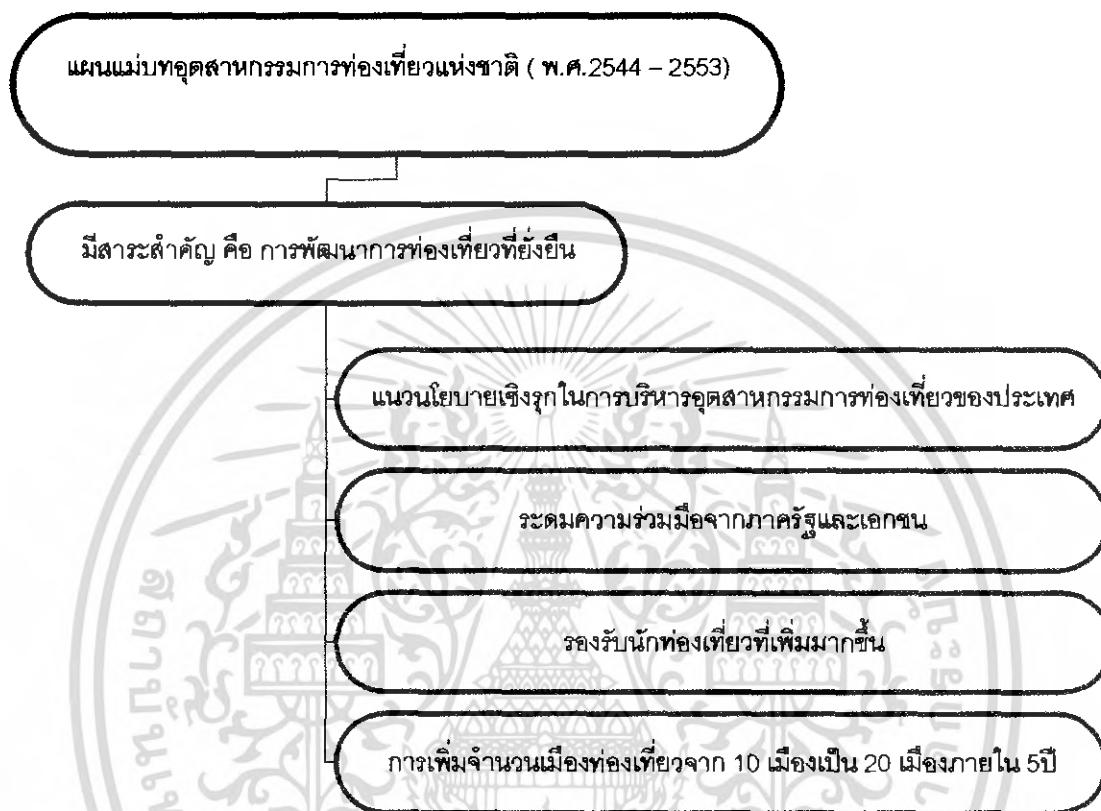 แผนแม่บทอุตสาหกรรมการท่องเที่ยวแห่งชาติ ( พ.ศ.2544 – 2553)
มีสาระสำคัญ คือ การพัฒนาการท่องเที่ยวที่ยั่งยืน
แนวนโยบายเชิงรุกในการบริหารอุตสาหกรรมการท่องเที่ยวของประเทศ
ระดมความร่วมมือจากภาครัฐและเอกชน
รองรับนักท่องเที่ยวที่เพิ่มมากขึ้น
การเพิ่มจำนวนเมืองท่องเที่ยวจาก 10 เมืองเป็น 20 เมืองภายใน 5ปี